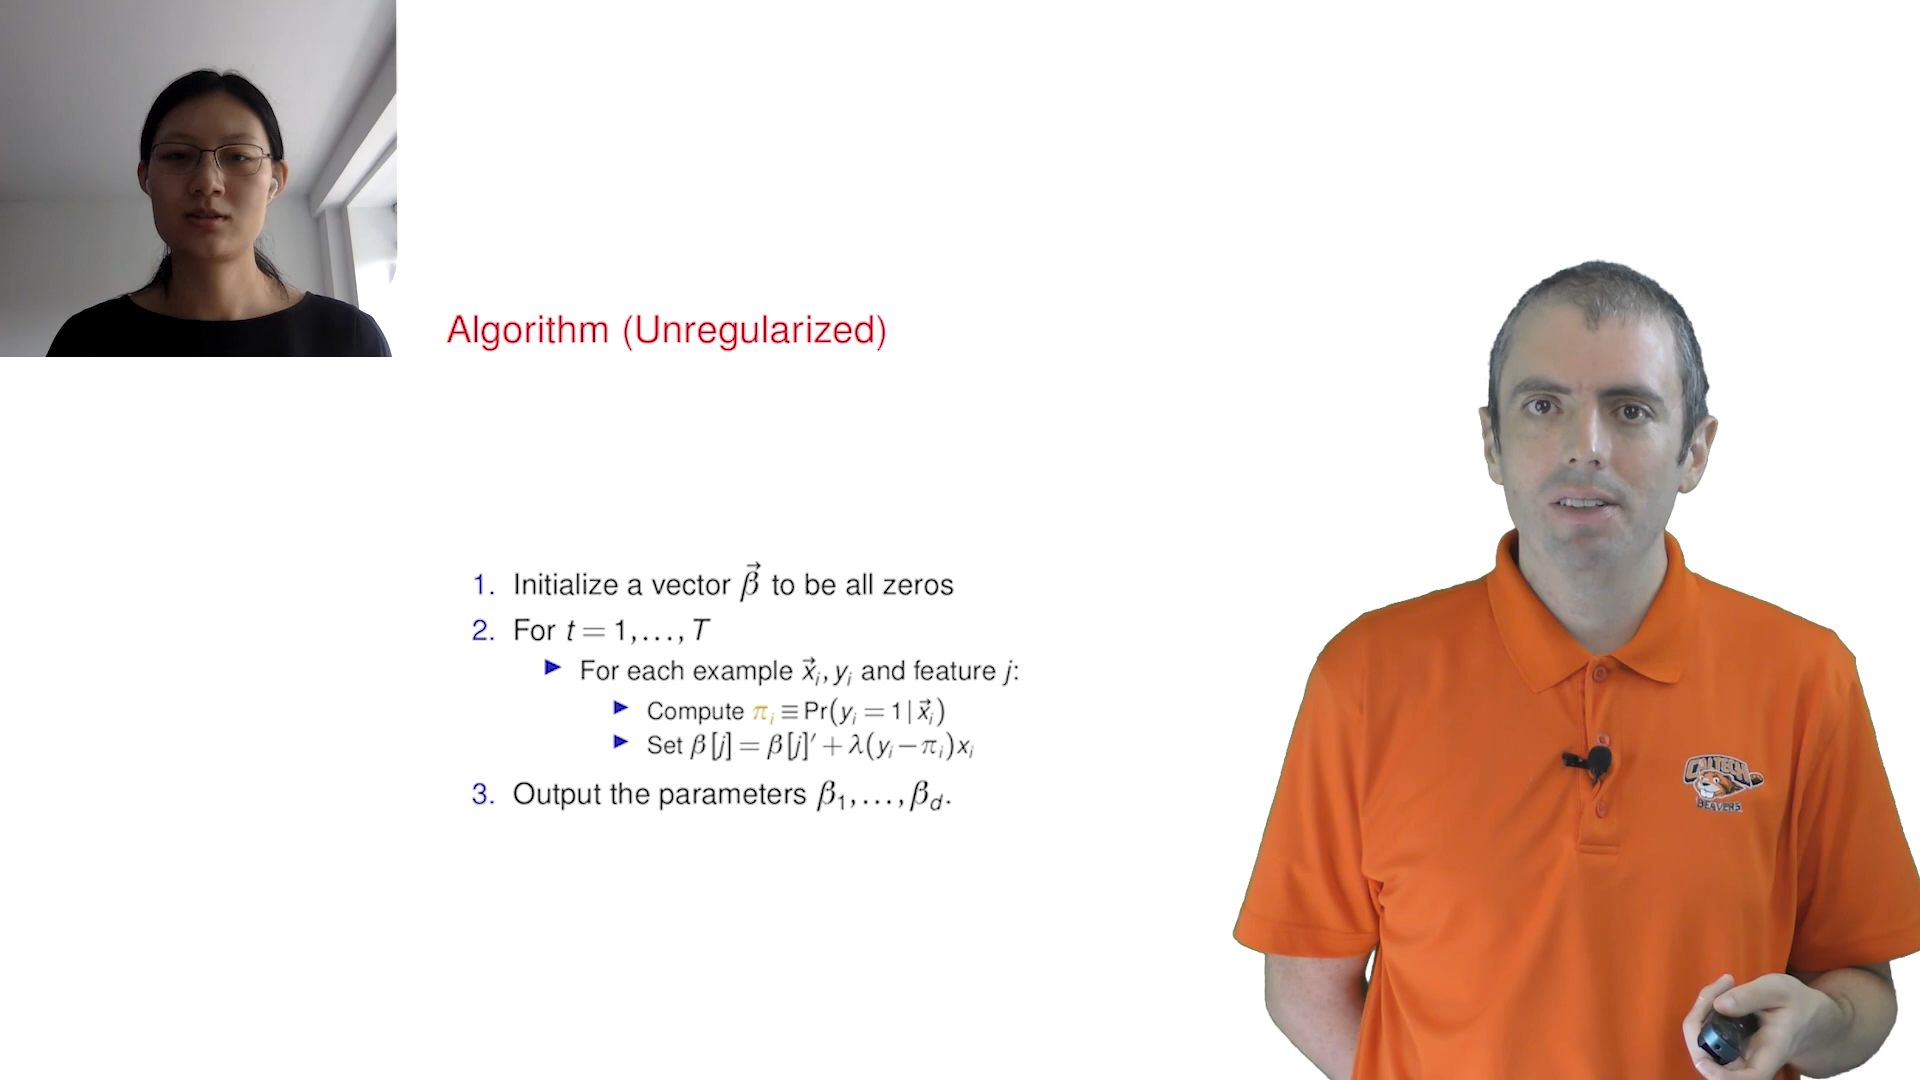 Algorithm (Unregularized)
1. Initialize a vector β⃗ to be all zeros
2. For t = 1,..., T
▶ For each example x⃗ᵢ, yᵢ and feature j:
▶ Compute πᵢ ≡ Pr(yᵢ = 1 | x⃗ᵢ)
▶ Set β[j] = β[j]′ + λ(yᵢ − πᵢ)xᵢ
3. Output the parameters β₁,..., β_d.
CALTECH
BEAVERS